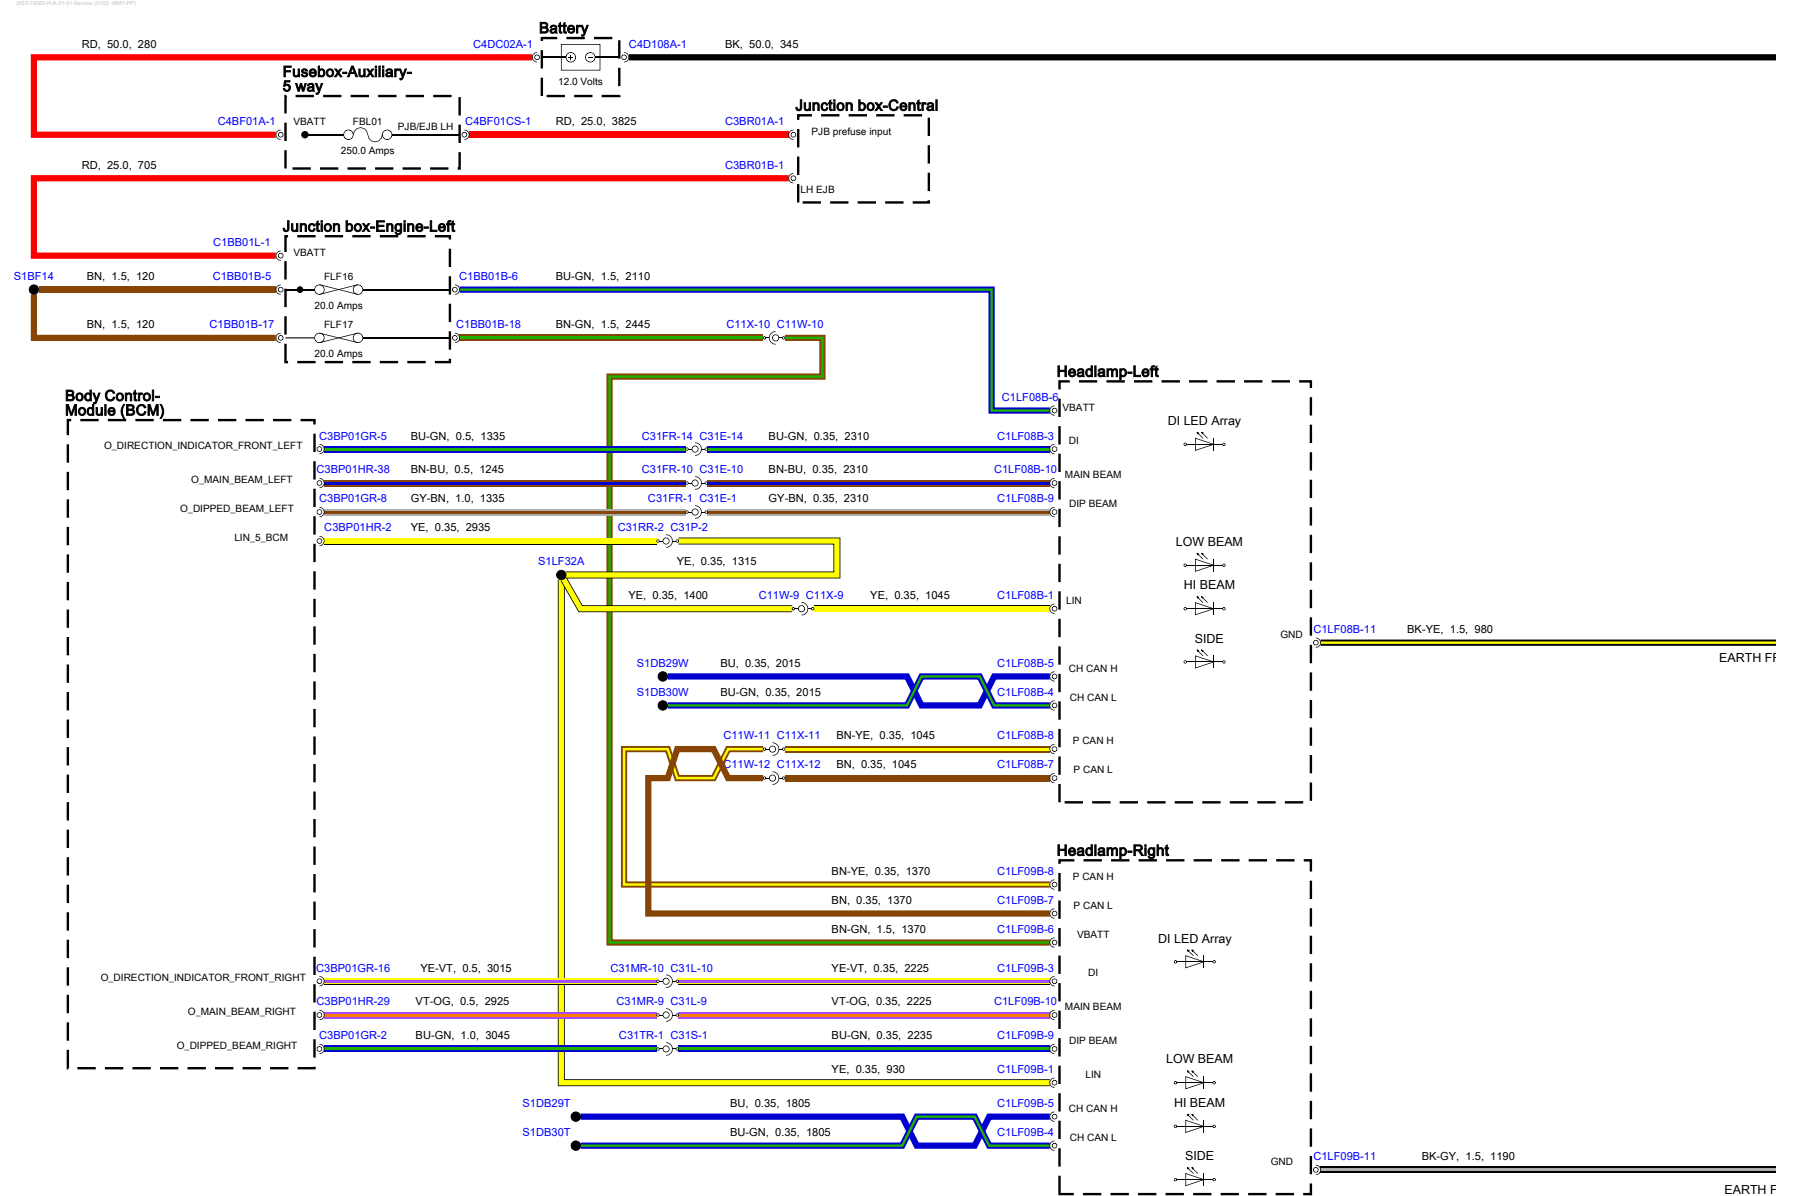 JX53-70000-H-A-01-01-Service (X152-16MY-PP)
Battery
RD, 50.0, 280
C4DC02A-1
C4D108A-1
BK, 50.0, 345
12.0 Volts
Fusebox-Auxiliary-
5 way
C4BF01A-1
VBATT
FBL01
PJB/EJB LH
250.0 Amps
C4BF01CS-1
RD, 25.0, 3825
C3BR01A-1
Junction box-Central
PJB prefuse input
RD, 25.0, 705
C3BR01B-1
LH EJB
Junction box-Engine-Left
C1BB01L-1
VBATT
S1BF14
BN, 1.5, 120
C1BB01B-5
FLF16
20.0 Amps
C1BB01B-6
BU-GN, 1.5, 2110
BN, 1.5, 120
C1BB01B-17
FLF17
20.0 Amps
C1BB01B-18
BN-GN, 1.5, 2445
C11X-10 C11W-10
Headlamp-Left
Body Control-
Module (BCM)
C1LF08B-6
VBATT
DI LED Array
O_DIRECTION_INDICATOR_FRONT_LEFT
C3BP01GR-5
BU-GN, 0.5, 1335
C31FR-14 C31E-14
BU-GN, 0.35, 2310
C1LF08B-3
DI
O_MAIN_BEAM_LEFT
C3BP01HR-38
BN-BU, 0.5, 1245
C31FR-10 C31E-10
BN-BU, 0.35, 2310
C1LF08B-10
MAIN BEAM
O_DIPPED_BEAM_LEFT
C3BP01GR-8
GY-BN, 1.0, 1335
C31FR-1 C31E-1
GY-BN, 0.35, 2310
C1LF08B-9
DIP BEAM
LIN_5_BCM
C3BP01HR-2
YE, 0.35, 2935
C31RR-2 C31P-2
LOW BEAM
S1LF32A
YE, 0.35, 1315
HI BEAM
YE, 0.35, 1400
C11W-9 C11X-9
YE, 0.35, 1045
C1LF08B-1
LIN
SIDE
GND
C1LF08B-11
BK-YE, 1.5, 980
EARTH F
S1DB29W
BU, 0.35, 2015
C1LF08B-5
CH CAN H
S1DB30W
BU-GN, 0.35, 2015
C1LF08B-4
CH CAN L
C11W-11 C11X-11
BN-YE, 0.35, 1045
C1LF08B-8
P CAN H
C11W-12 C11X-12
BN, 0.35, 1045
C1LF08B-7
P CAN L
Headlamp-Right
BN-YE, 0.35, 1370
C1LF09B-8
P CAN H
BN, 0.35, 1370
C1LF09B-7
P CAN L
BN-GN, 1.5, 1370
C1LF09B-6
VBATT
DI LED Array
O_DIRECTION_INDICATOR_FRONT_RIGHT
C3BP01GR-16
YE-VT, 0.5, 3015
C31MR-10 C31L-10
YE-VT, 0.35, 2225
C1LF09B-3
DI
O_MAIN_BEAM_RIGHT
C3BP01HR-29
VT-OG, 0.5, 2925
C31MR-9 C31L-9
VT-OG, 0.35, 2225
C1LF09B-10
MAIN BEAM
O_DIPPED_BEAM_RIGHT
C3BP01GR-2
BU-GN, 1.0, 3045
C31TR-1 C31S-1
BU-GN, 0.35, 2235
C1LF09B-9
DIP BEAM
LOW BEAM
YE, 0.35, 930
C1LF09B-1
LIN
S1DB29T
BU, 0.35, 1805
C1LF09B-5
CH CAN H
HI BEAM
S1DB30T
BU-GN, 0.35, 1805
C1LF09B-4
CH CAN L
SIDE
GND
C1LF09B-11
BK-GY, 1.5, 1190
EARTH F